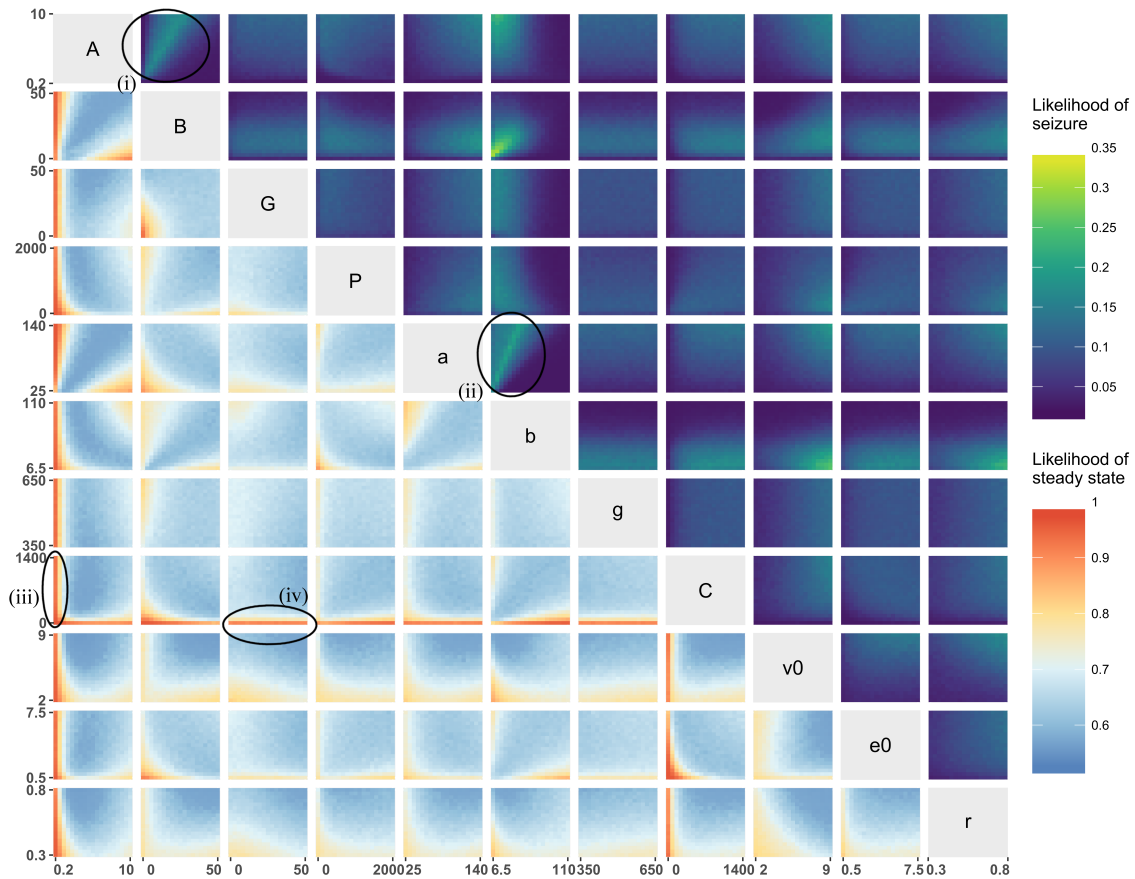 10
A
0.2
(i)
50
B
0
50
G
0
2000
P
0
140
a
25
(ii)
110
b
6.5
650
g
350
1400
C
(iii)
(iv)
0
9
v0
2
7.5
e0
0.5
0.8
r
0.3
0.2 10 0 50 0 50 0 2000 25 140 6.5 110 350 650 0 1400 2 9 0.5 7.5 0.3 0.8
Likelihood of
seizure
0.35
0.3
0.25
0.2
0.15
0.1
0.05
Likelihood of
steady state
1
0.9
0.8
0.7
0.6